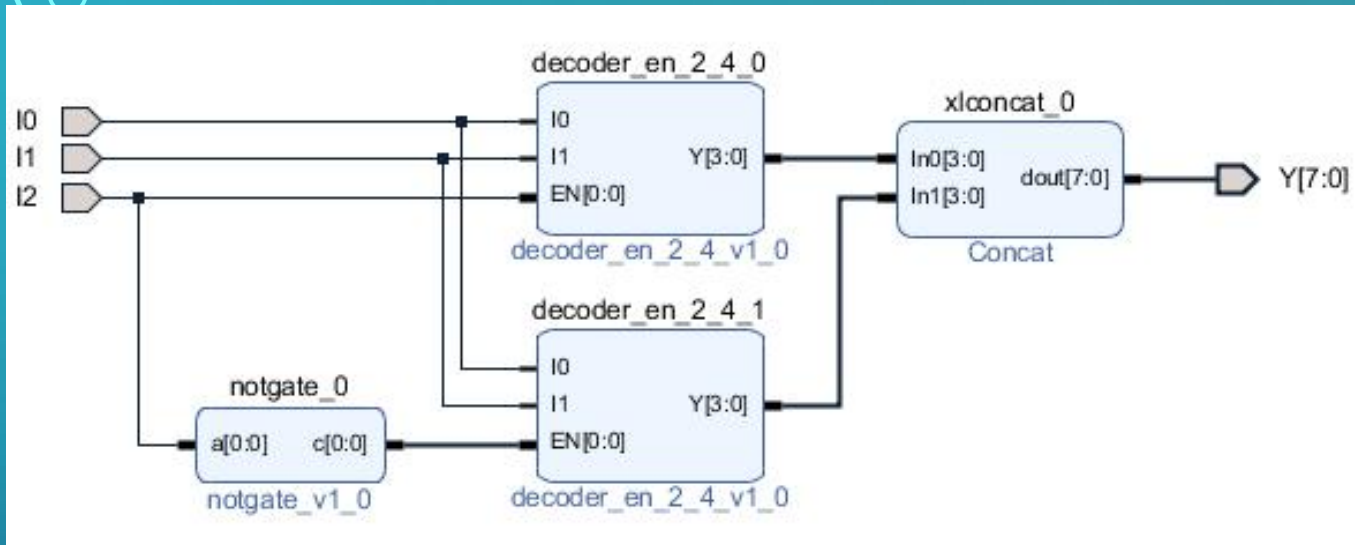 decoder_en_2_4_0
I0
I1
I2
I0
I1
EN[0:0]
Y[3:0]
decoder_en_2_4_v1_0
xlconcat_0
In0[3:0]
In1[3:0]
dout[7:0]
Concat
Y[7:0]
decoder_en_2_4_1
I0
I1
EN[0:0]
Y[3:0]
decoder_en_2_4_v1_0
notgate_0
a[0:0]
c[0:0]
notgate_v1_0